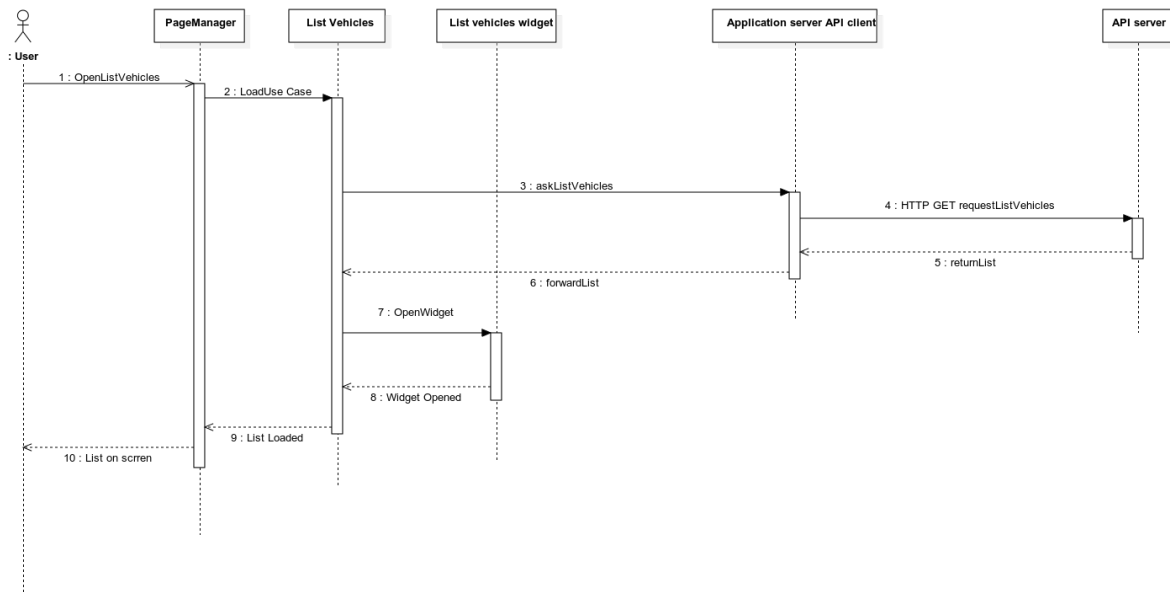 PageManager
List Vehicles
List vehicles widget
Application server API client
API server
: User
1 : OpenListVehicles
2 : LoadUse Case
3 : askListVehicles
4 : HTTP GET requestListVehicles
5 : returnList
6 : forwardList
7 : OpenWidget
8 : Widget Opened
9 : List Loaded
10 : List on scrren